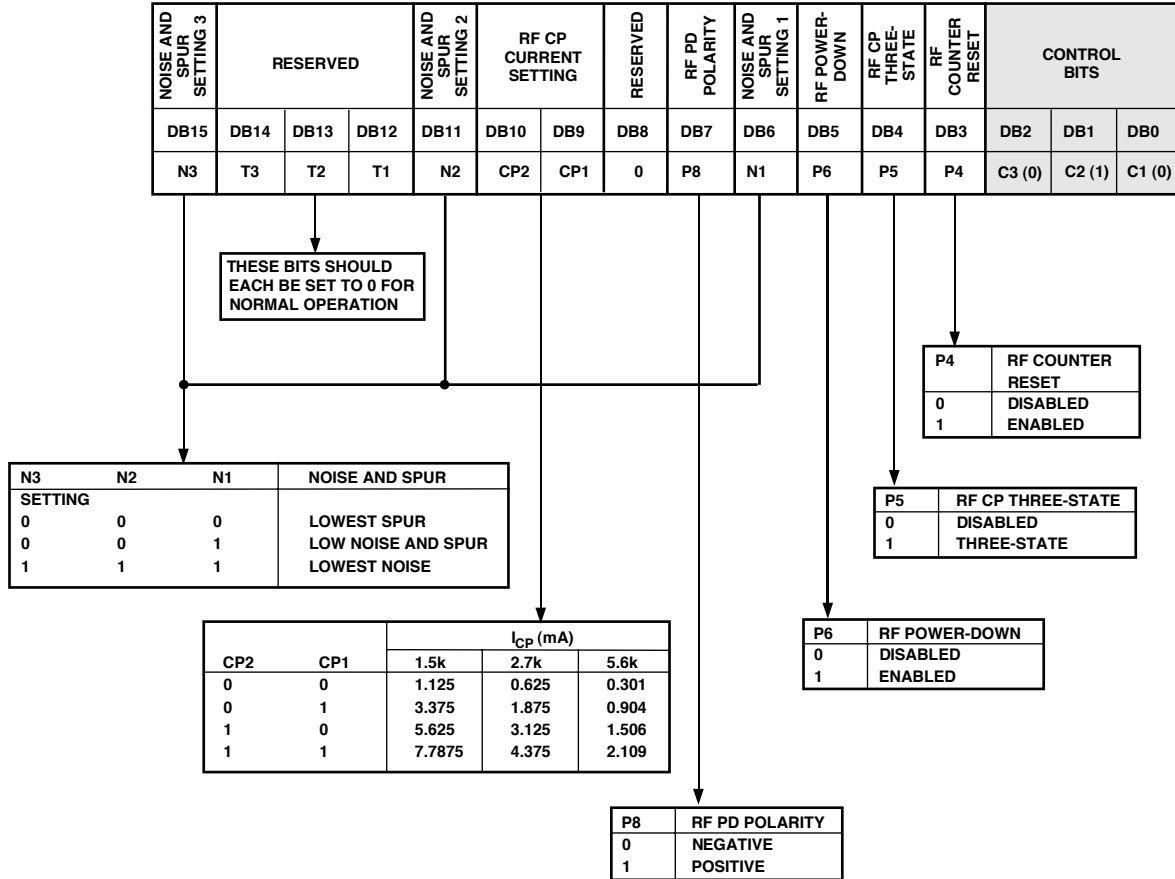 NOISE AND
SPUR
SETTING 3
RESERVED
NOISE AND
SPUR
SETTING 2
RF CP
CURRENT
SETTING
RESERVED
RF PD
POLARITY
NOISE AND
SPUR
SETTING 1
RF POWER-
DOWN
RF CP
THREE-
STATE
RF
COUNTER
RESET
CONTROL
BITS
DB15 DB14 DB13 DB12 DB11 DB10 DB9 DB8 DB7 DB6 DB5 DB4 DB3 DB2 DB1 DB0
N3 T3 T2 T1 N2 CP2 CP1 0 P8 N1 P6 P5 P4 C3 (0) C2 (1) C1 (0)
THESE BITS SHOULD
EACH BE SET TO 0 FOR
NORMAL OPERATION
P4 RF COUNTER
RESET
0 DISABLED
1 ENABLED
N3 N2 N1 NOISE AND SPUR
SETTING
0 0 0 LOWEST SPUR
0 0 1 LOW NOISE AND SPUR
1 1 1 LOWEST NOISE
P5 RF CP THREE-STATE
0 DISABLED
1 THREE-STATE
ICP (mA)
CP2 CP1 1.5k 2.7k 5.6k
0 0 1.125 0.625 0.301
0 1 3.375 1.875 0.904
1 0 5.625 3.125 1.506
1 1 7.7875 4.375 2.109
P6 RF POWER-DOWN
0 DISABLED
1 ENABLED
P8 RF PD POLARITY
0 NEGATIVE
1 POSITIVE